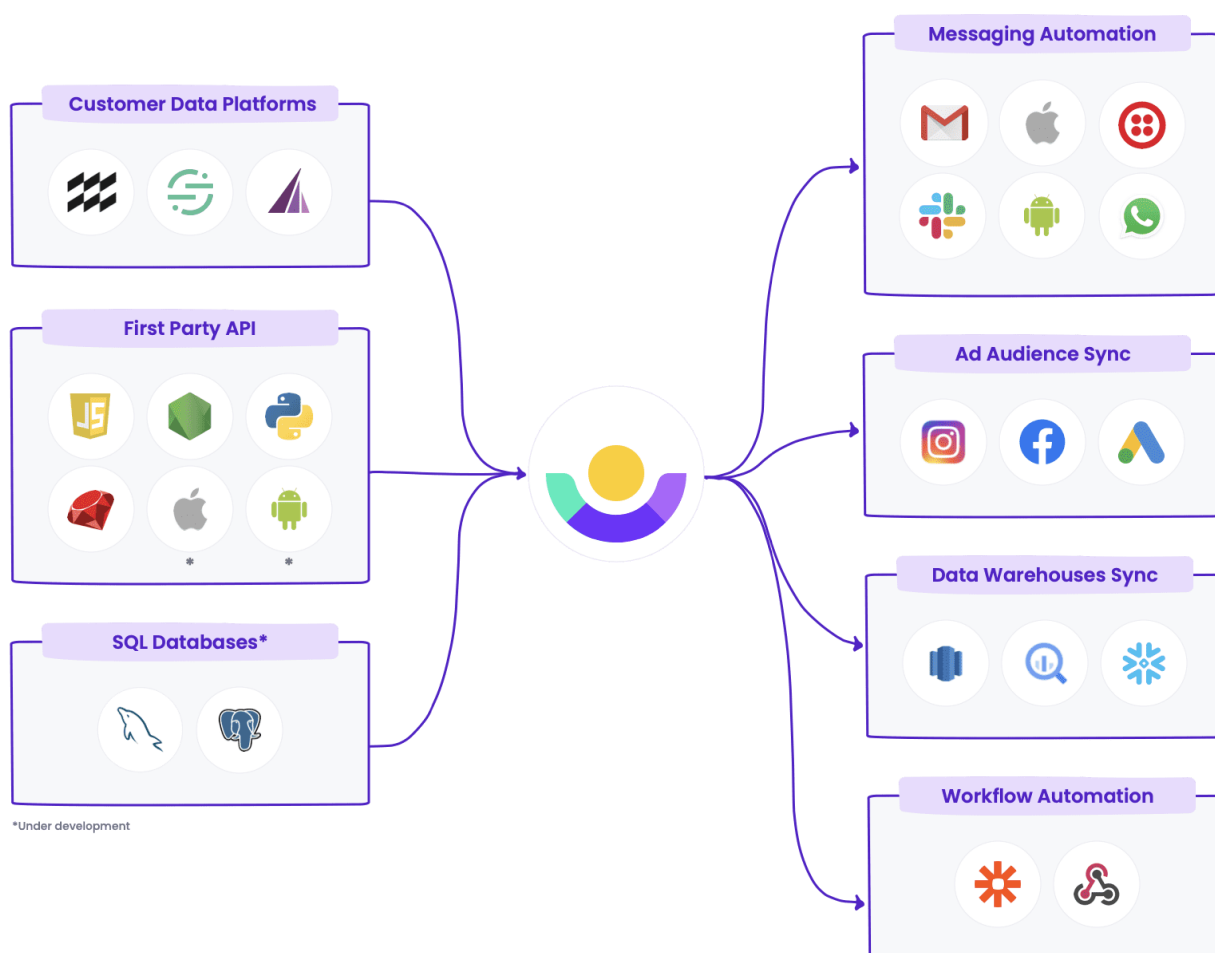 Customer Data Platforms
First Party API
JS
*
*
SQL Databases*
*Under development
Messaging Automation
Ad Audience Sync
Data Warehouses Sync
Workflow Automation